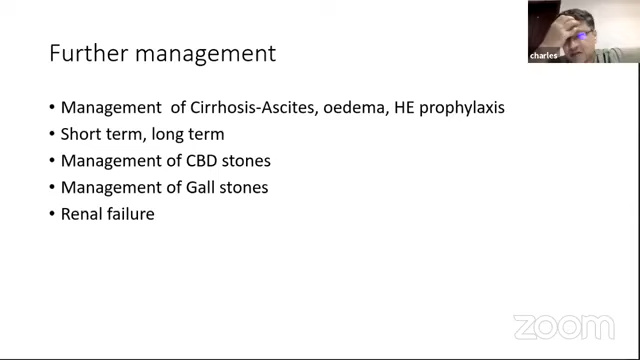 Further management
• Management of Cirrhosis-Ascites, oedema, HE prophylaxis
• Short term, long term
• Management of CBD stones
• Management of Gall stones
• Renal failure
charles
zoom